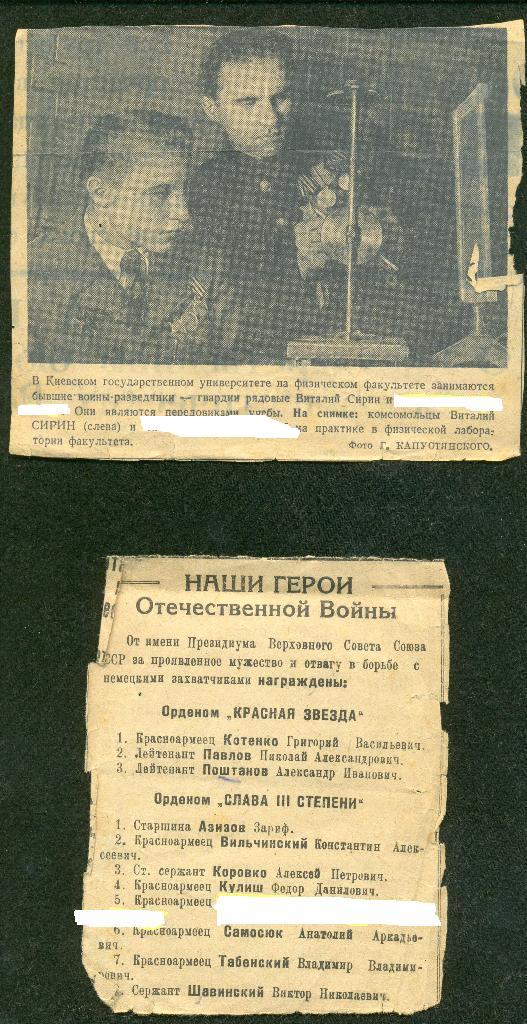 В Киевском государственном университете на физическом факультете занимаются
бывшие воины-разведчики — гвардии рядовые Виталий Сирин и
Они являются передовиками учебы. На снимке: комсомольцы Виталий
СИРИН (слева) и на практике в физической лабора-
тории факультета. Фото Г. КАПУСТЯНСКОГО.
НАШИ ГЕРОИ
Отечественной Войны
От имени Президиума Верховного Совета Союза
ССР за проявленное мужество и отвагу в борьбе с
немецкими захватчиками награждены:
Орденом „КРАСНАЯ ЗВЕЗДА“
1. Красноармеец Котенко Григорий Васильевич.
2. Лейтенант Павлов Николай Александрович.
3. Лейтенант Поштанов Александр Иванович.
Орденом „СЛАВА III СТЕПЕНИ“
1. Старшина Азизов Зариф.
2. Красноармеец Вильчинский Константин Алек-
сеевич.
3. Ст. сержант Коровко Алексей Петрович.
4. Красноармеец Кулиш Федор Данилович.
5. Красноармеец
6. Красноармеец Самосюк Анатолий Аркадье-
вич.
7. Красноармеец Табенский Владимир Владими-
рович.
Сержант Шавинский Виктор Николаевич.